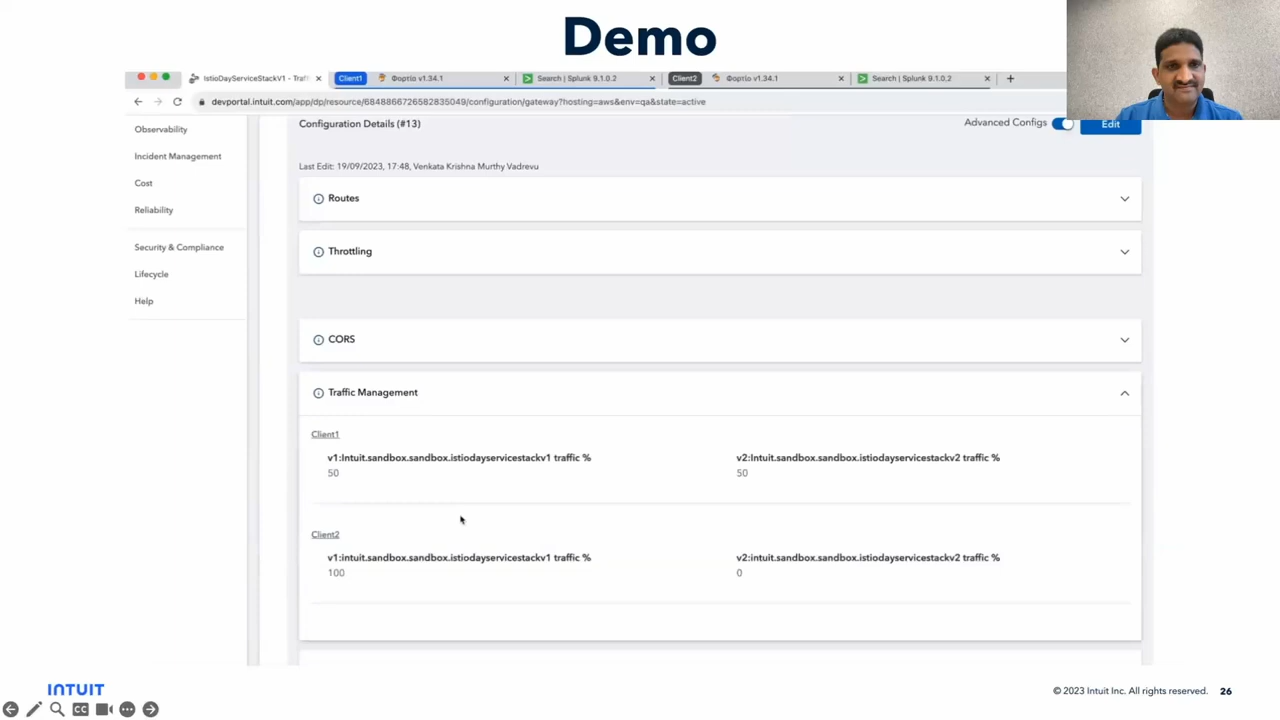 Demo
IstioDayServiceStackV1 - Traf
Client1
Φορτίο v1.34.1
Search | Splunk 9.1.0.2
Client2
Φορτίο v1.34.1
Search | Splunk 9.1.0.2
devportal.intuit.com/app/dp/resource/6848866726582835049/configuration/gateway?hosting=aws&env=qa&state=active
Observability
Incident Management
Cost
Reliability
Security & Compliance
Lifecycle
Help
Configuration Details (#13)
Advanced Configs
Edit
Last Edit: 19/09/2023, 17:48, Venkata Krishna Murthy Vadrevu
Routes
Throttling
CORS
Traffic Management
Client1
v1:Intuit.sandbox.sandbox.istiodayservicestackv1 traffic %
50
v2:Intuit.sandbox.sandbox.istiodayservicestackv2 traffic %
50
Client2
v1:intuit.sandbox.sandbox.istiodayservicestackv1 traffic %
100
v2:intuit.sandbox.sandbox.istiodayservicestackv2 traffic %
0
INTUIT
CC
© 2023 Intuit Inc. All rights reserved. 26